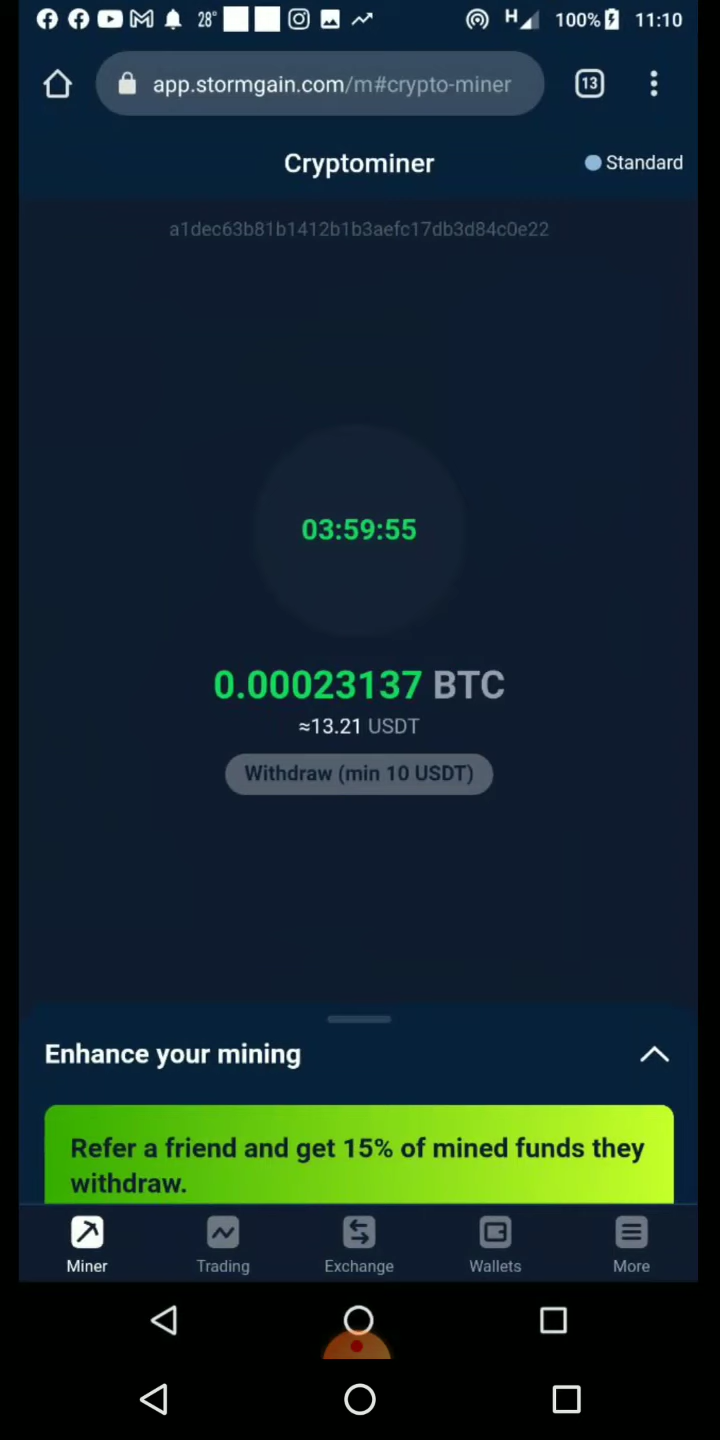 28°
H
100%
11:10
app.stormgain.com/m#crypto-miner
13
Cryptominer
Standard
a1dec63b81b1412b1b3aefc17db3d84c0e22
03:59:55
0.00023137 BTC
≈13.21 USDT
Withdraw (min 10 USDT)
Enhance your mining
Refer a friend and get 15% of mined funds they
withdraw.
Miner
Trading
Exchange
Wallets
More